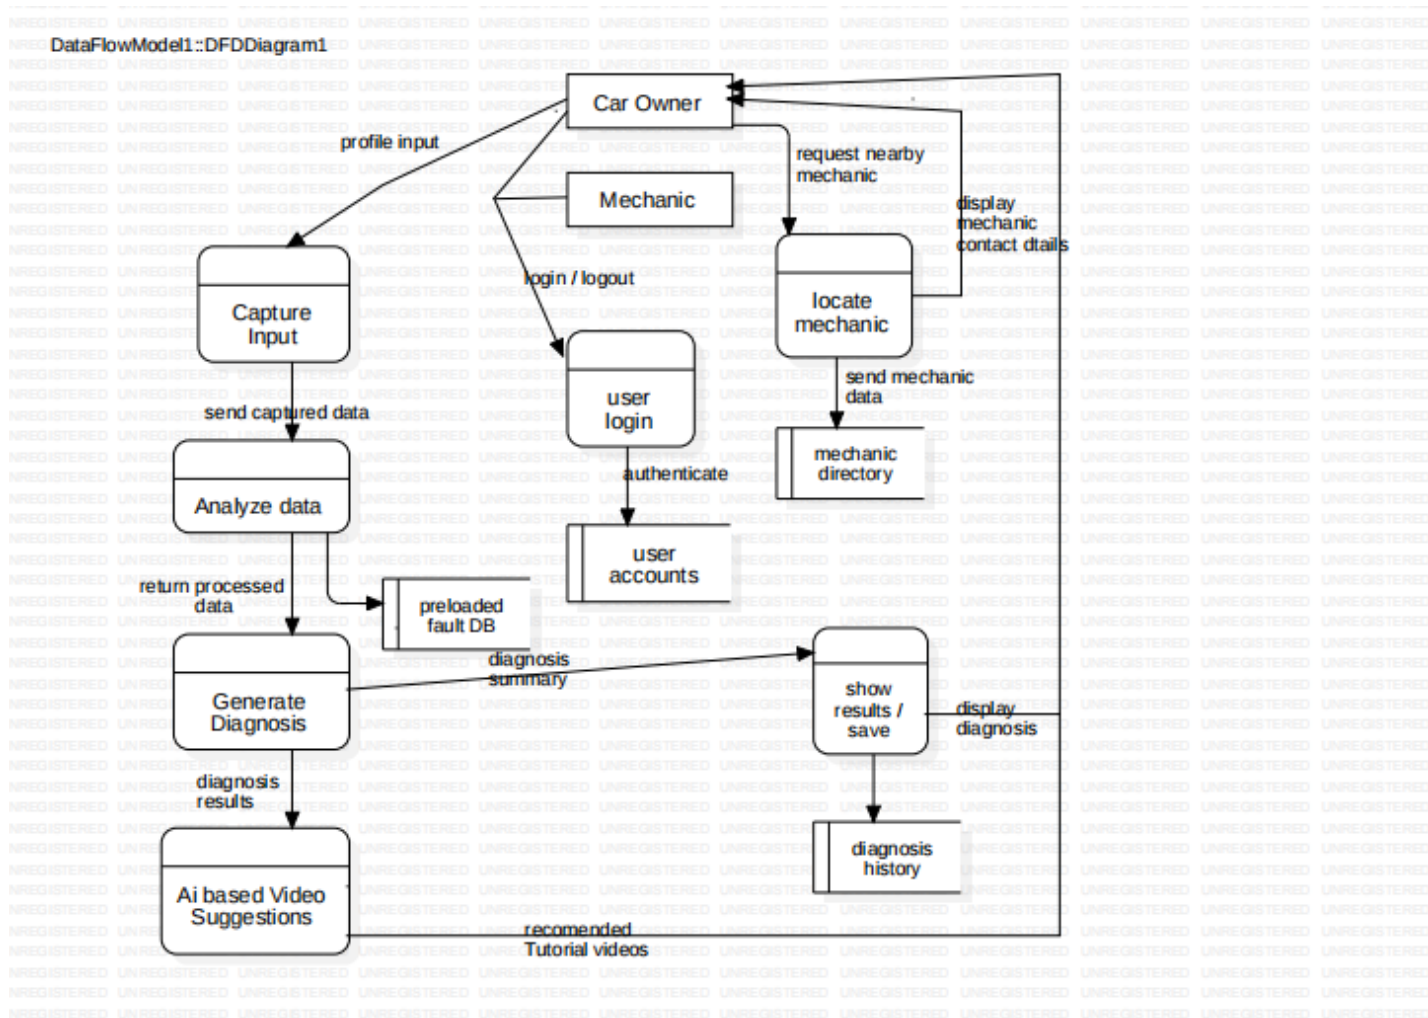 DataFlowModel1::DFDDiagram1
Car Owner
profile input
request nearby
mechanic
Mechanic
display
mechanic
contact dtails
login / logout
Capture
Input
locate
mechanic
send mechanic
data
user
login
send captured data
mechanic
directory
authenticate
Analyze data
user
accounts
return processed
data
preloaded
fault DB
diagnosis
summary
Generate
Diagnosis
show
results /
save
display
diagnosis
diagnosis
results
diagnosis
history
Ai based Video
Suggestions
recomended
Tutorial videos
UNREGISTERED